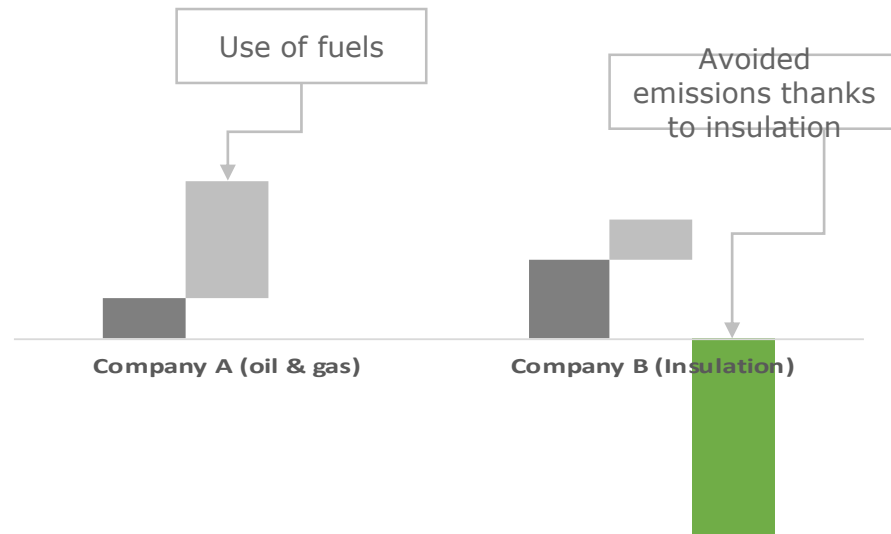 Use of fuels
Avoided
emissions thanks
to insulation
Company A (oil & gas)
Company B (Insulation)